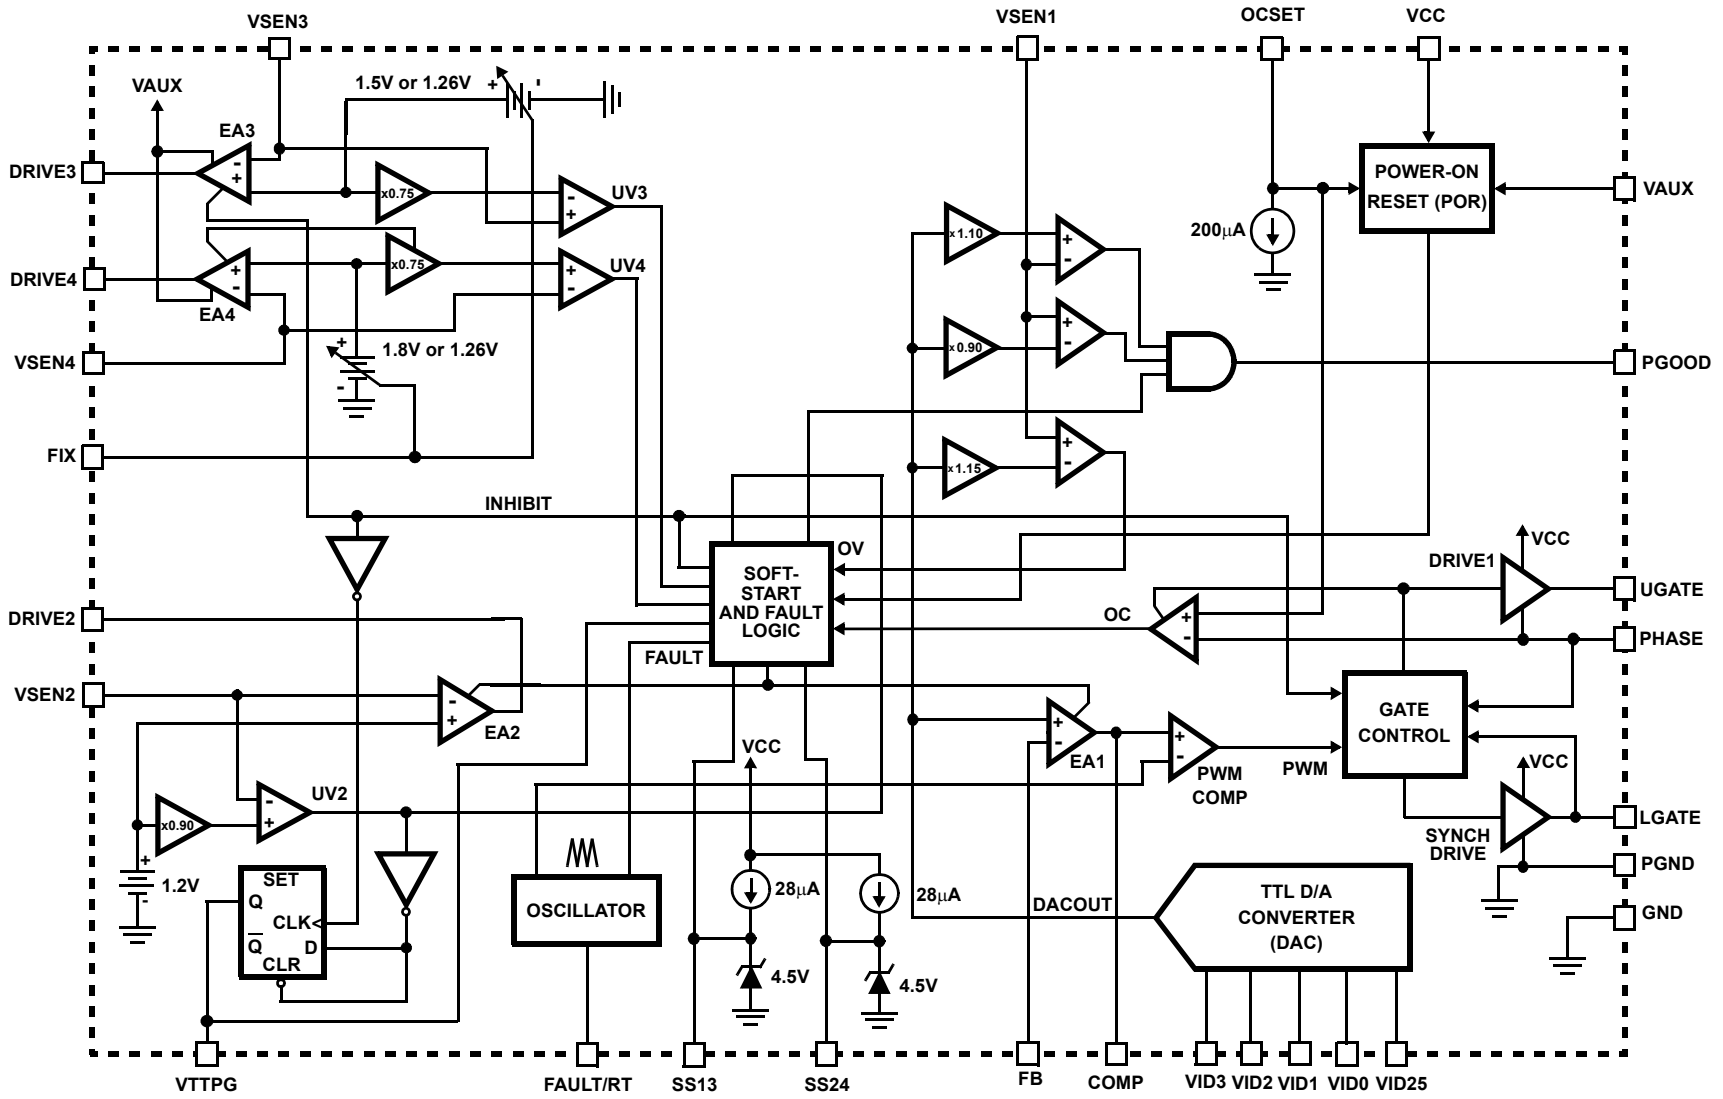 VSEN3
VSEN1
OCSET
VCC
VAUX
1.5V or 1.26V
+
-
EA3
DRIVE3
-
+
x0.75
-
+
UV3
POWER-ON
RESET (POR)
VAUX
200μA
x1.10
+
-
DRIVE4
+
-
EA4
x0.75
+
-
UV4
x0.90
+
-
VSEN4
+
-
1.8V or 1.26V
PGOOD
FIX
x1.15
+
-
INHIBIT
OV
SOFT-
START
AND FAULT
LOGIC
OC
+
-
DRIVE1
VCC
UGATE
DRIVE2
FAULT
PHASE
VSEN2
-
+
EA2
+
-
EA1
+
-
PWM
COMP
PWM
GATE
CONTROL
VCC
VCC
UV2
-
+
x0.90
+
-
1.2V
SYNCH
DRIVE
LGATE
PGND
SET
Q
CLK
Q
D
CLR
OSCILLATOR
28μA
28μA
4.5V
4.5V
DACOUT
TTL D/A
CONVERTER
(DAC)
GND
VTTPG
FAULT/RT
SS13
SS24
FB
COMP
VID3
VID2
VID1
VID0
VID25